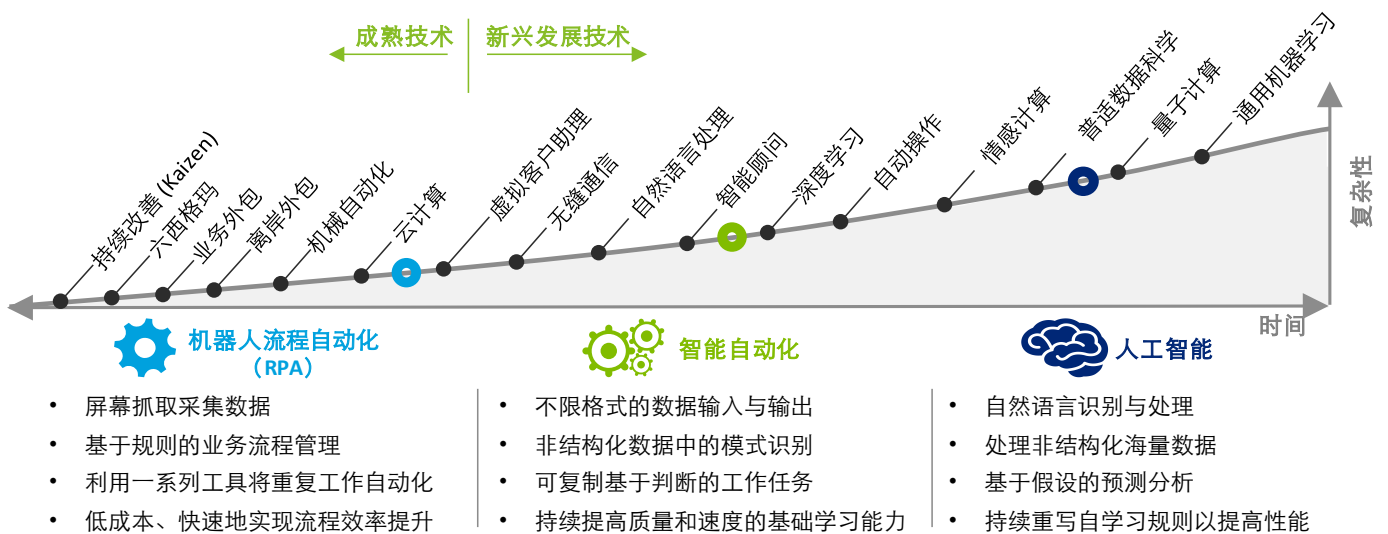 成熟技术
新兴发展技术
持续改善 (Kaizen)
六西格玛
业务外包
离岸外包
机械自动化
云计算
虚拟客户助理
无缝通信
自然语言处理
智能顾问
深度学习
自动操作
情感计算
普适数据科学
量子计算
通用机器学习
复杂性
时间
机器人流程自动化
（RPA）
• 屏幕抓取采集数据
• 基于规则的业务流程管理
• 利用一系列工具将重复工作自动化
• 低成本、快速地实现流程效率提升
智能自动化
• 不限格式的数据输入与输出
• 非结构化数据中的模式识别
• 可复制基于判断的工作任务
• 持续提高质量和速度的基础学习能力
人工智能
• 自然语言识别与处理
• 处理非结构化海量数据
• 基于假设的预测分析
• 持续重写自学习规则以提高性能